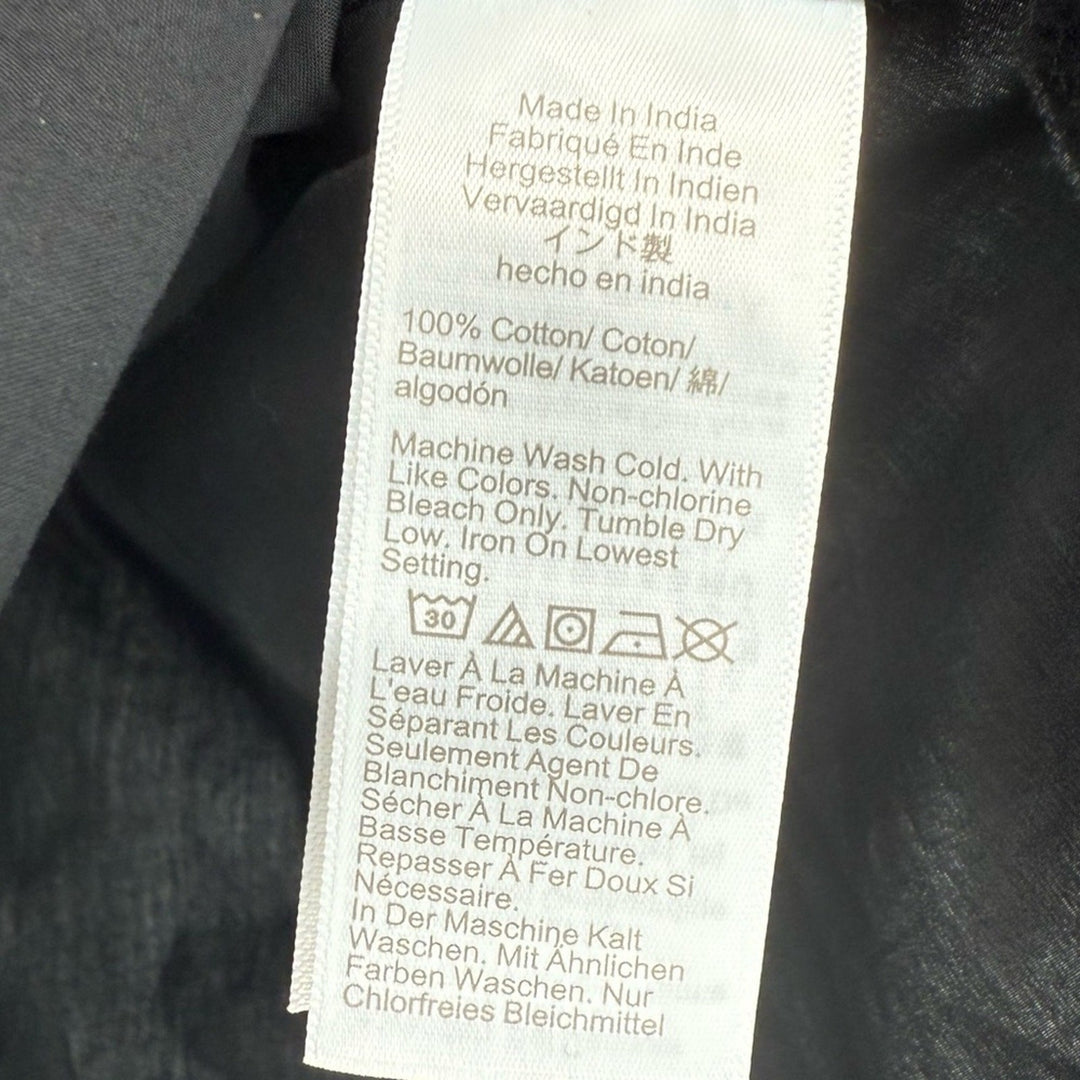 Made In India
Fabriqué En Inde
Hergestellt In Indien
Vervaardigd In India
インド製
hecho en india
100% Cotton/ Coton/
Baumwolle/ Katoen/ 綿/
algodón
Machine Wash Cold. With
Like Colors. Non-chlorine
Bleach Only. Tumble Dry
Low. Iron On Lowest
Setting.
30
Laver À La Machine À
L'eau Froide. Laver En
Séparant Les Couleurs.
Seulement Agent De
Blanchiment Non-chlore.
Sécher À La Machine À
Basse Température.
Repasser À Fer Doux Si
Nécessaire.
In Der Maschine Kalt
Waschen. Mit Ähnlichen
Farben Waschen. Nur
Chlorfreies Bleichmittel